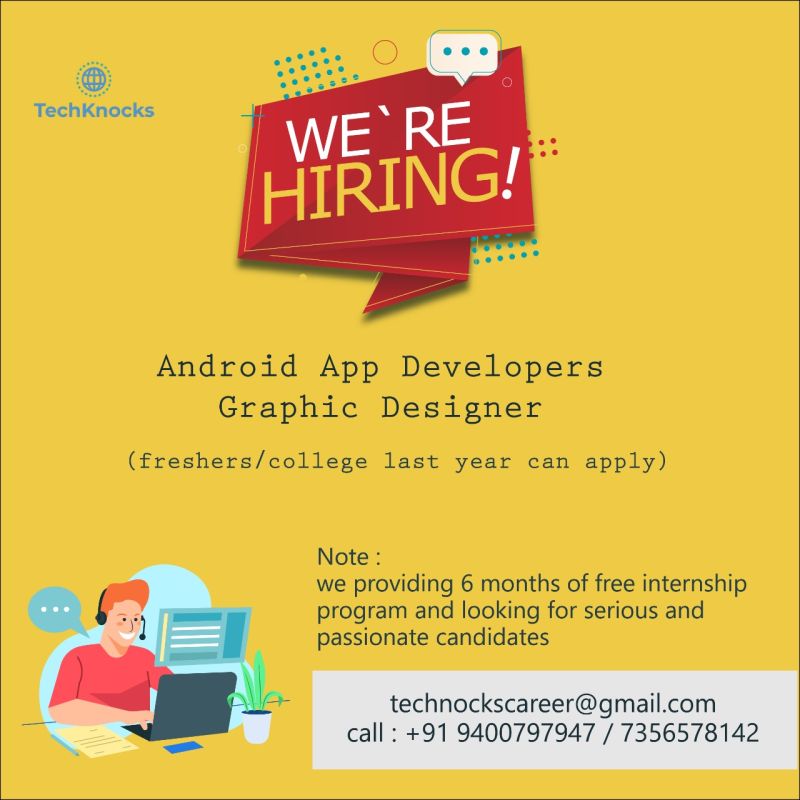 TechKnocks
WE`RE
HIRING!
Android App Developers
Graphic Designer
(freshers/college last year can apply)
Note :
we providing 6 months of free internship
program and looking for serious and
passionate candidates
technockscareer@gmail.com
call : +91 9400797947 / 7356578142